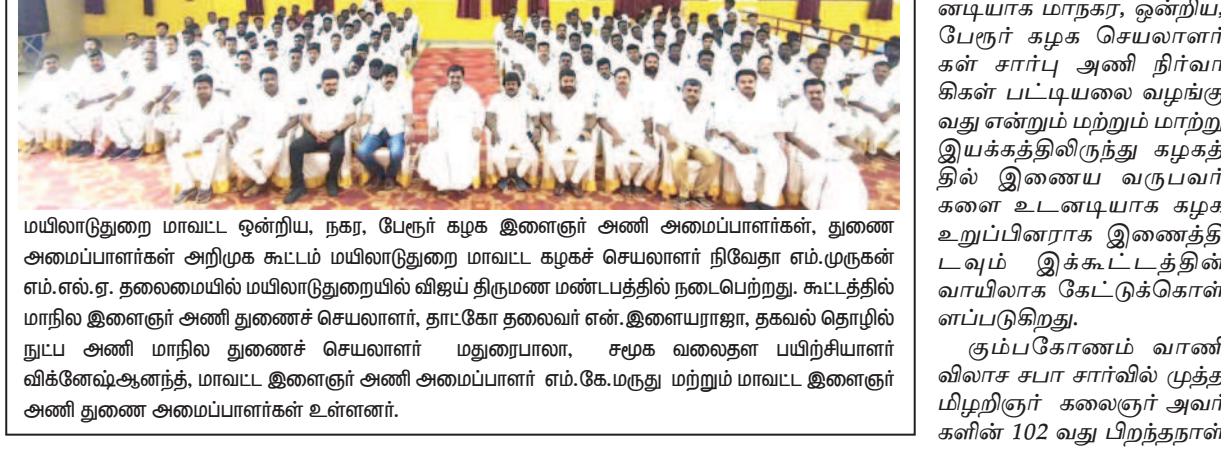 மயிலாடுதுறை மாவட்ட ஒன்றிய, நகர, பேரூர் கழக இளைஞர் அணி அமைப்பாளர்கள், துணை
அமைப்பாளர்கள் அறிமுக கூட்டம் மயிலாடுதுறை மாவட்ட கழகச் செயலாளர் நிவேதா எம்.முருகன்
எம்.எல்.ஏ. தலைமையில் மயிலாடுதுறையில் விஜய் திருமண மண்டபத்தில் நடைபெற்றது. கூட்டத்தில்
மாநில இளைஞர் அணி துணைச் செயலாளர், தாட்கோ தலைவர் என்.இளையராஜா, தகவல் தொழில்
நுட்ப அணி மாநில துணைச் செயலாளர் மதுரைபாலா, சமூக வலைதள பயிற்சியாளர்
விக்னேஷ்ஆனந்த், மாவட்ட இளைஞர் அணி அமைப்பாளர் எம்.கே.மருது மற்றும் மாவட்ட இளைஞர்
அணி துணை அமைப்பாளர்கள் உள்ளனர்.
னடியாக மாநகர, ஒன்றிய,
பேரூர் கழக செயலாளர்
கள் சார்பு அணி நிர்வா
கிகள் பட்டியலை வழங்கு
வது என்றும் மற்றும் மாற்று
இயக்கத்திலிருந்து கழகத்
தில் இணைய வருபவர்
களை உடனடியாக கழக
உறுப்பினராக இணைத்தி
டவும் இக்கூட்டத்தின்
வாயிலாக கேட்டுக்கொள்
ளப்படுகிறது.
கும்பகோணம் வாணி
விலாச சபா சார்வில் முத்த
மிழறிஞர் கலைஞர் அவர்
களின் 102 வது பிறந்தநாள்